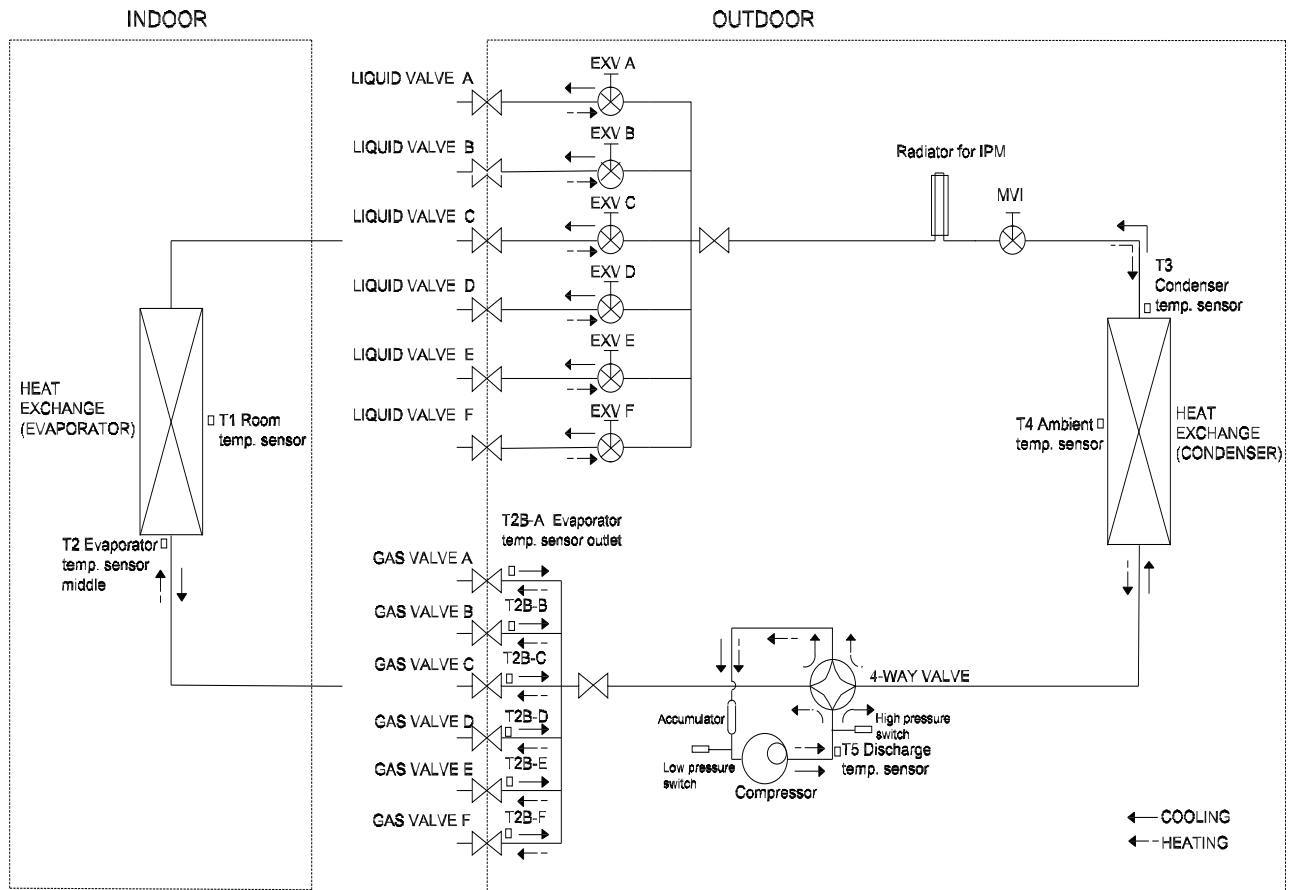 INDOOR
OUTDOOR
LIQUID VALVE A
EXV A
LIQUID VALVE B
EXV B
LIQUID VALVE C
EXV C
LIQUID VALVE D
EXV D
LIQUID VALVE E
EXV E
LIQUID VALVE F
EXV F
Radiator for IPM
MVI
T3
Condenser
temp. sensor
HEAT
EXCHANGE
(EVAPORATOR)
T1 Room
temp. sensor
T4 Ambient
temp. sensor
HEAT
EXCHANGE
(CONDENSER)
T2 Evaporator
temp. sensor
middle
T2B-A Evaporator
temp. sensor outlet
GAS VALVE A
GAS VALVE B
T2B-B
GAS VALVE C
T2B-C
GAS VALVE D
T2B-D
GAS VALVE E
T2B-E
GAS VALVE F
T2B-F
4-WAY VALVE
Accumulator
High pressure
switch
Low pressure
switch
T5 Discharge
temp. sensor
Compressor
COOLING
HEATING